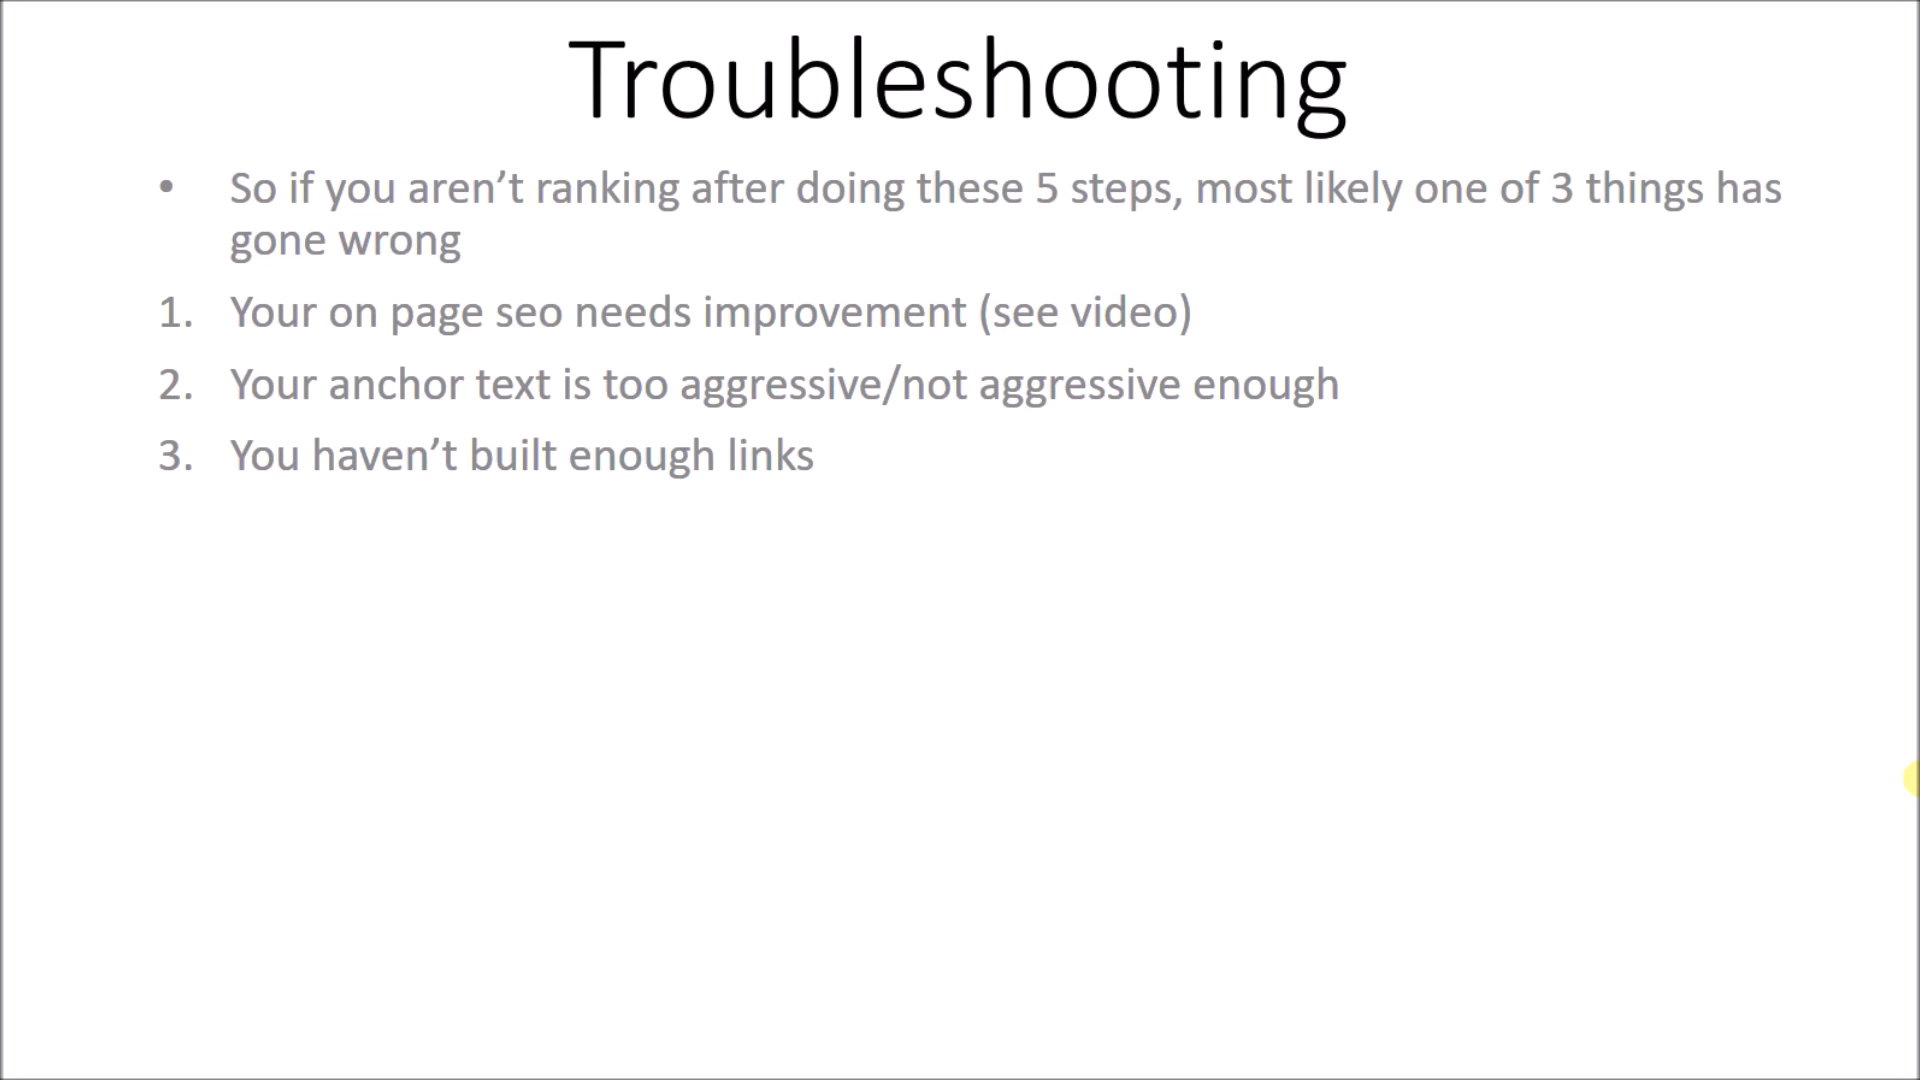 Troubleshooting
• So if you aren’t ranking after doing these 5 steps, most likely one of 3 things has
gone wrong
1. Your on page seo needs improvement (see video)
2. Your anchor text is too aggressive/not aggressive enough
3. You haven’t built enough links